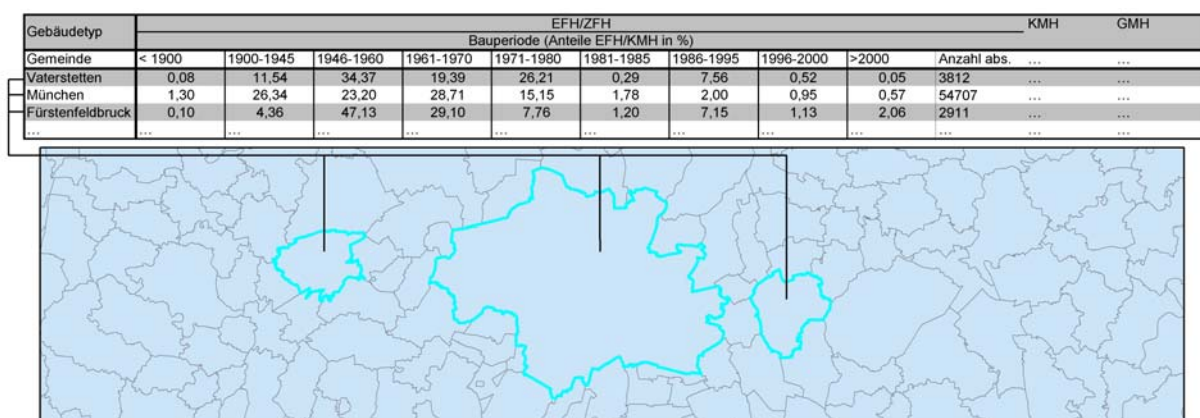 Gebäudetyp EFH/ZFH KMH GMH
Bauperiode (Anteile EFH/KMH in %)
Gemeinde < 1900 1900-1945 1946-1960 1961-1970 1971-1980 1981-1985 1986-1995 1996-2000 >2000 Anzahl abs. ... ...
Vaterstetten 0,08 11,54 34,37 19,39 26,21 0,29 7,56 0,52 0,05 3812 ... ...
München 1,30 26,34 23,20 28,71 15,15 1,78 2,00 0,95 0,57 54707 ... ...
Fürstenfeldbruck 0,10 4,36 47,13 29,10 7,76 1,20 7,15 1,13 2,06 2911 ... ...
... ... ... ... ... ... ... ... ... ... ... ... ...